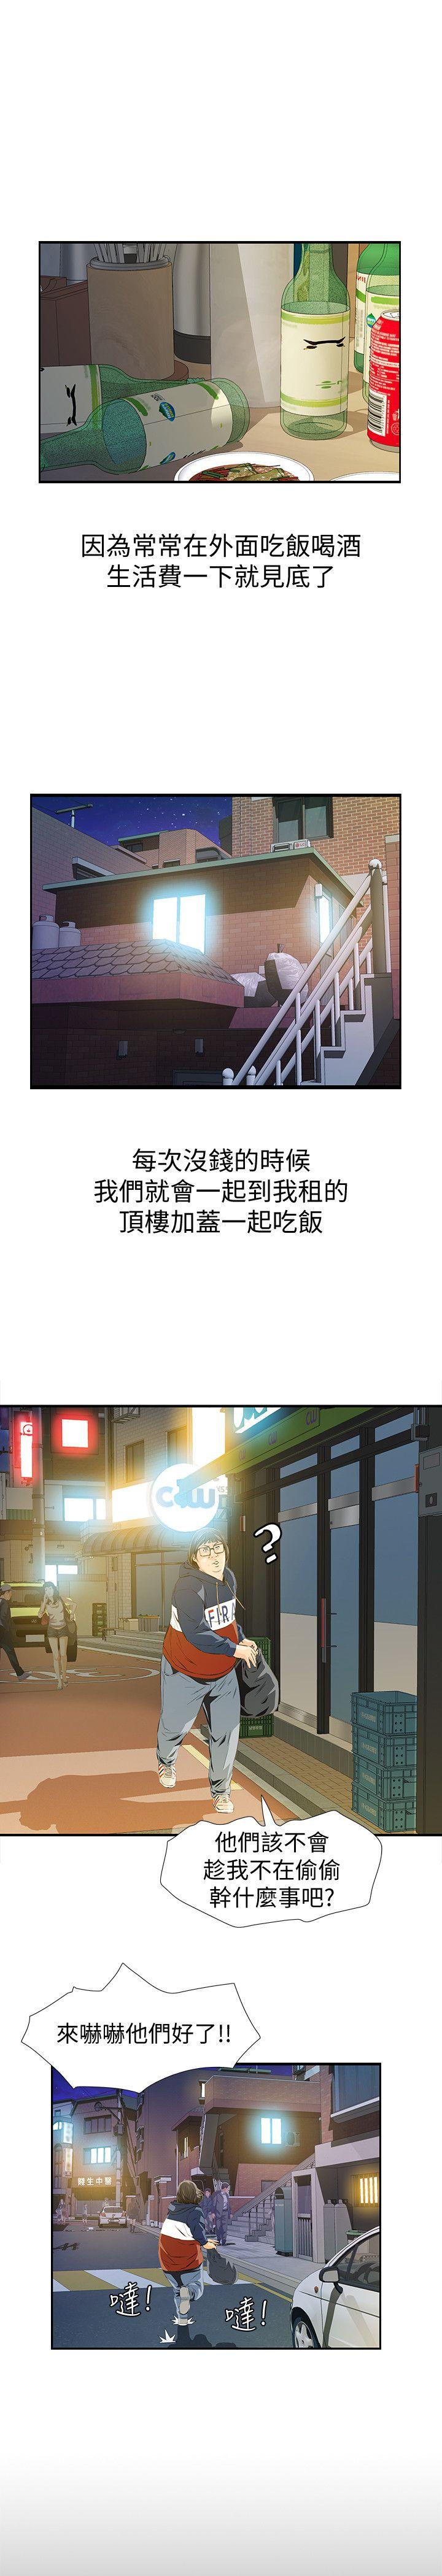 因為常常在外面吃飯喝酒
生活費一下就見底了
每次沒錢的時候
我們就會一起到我租的
頂樓加蓋一起吃飯
CW
?
FIRA
他們該不會
趁我不在偷偷
幹什麼事吧?
來嚇嚇他們好了!!
噠!
噠!